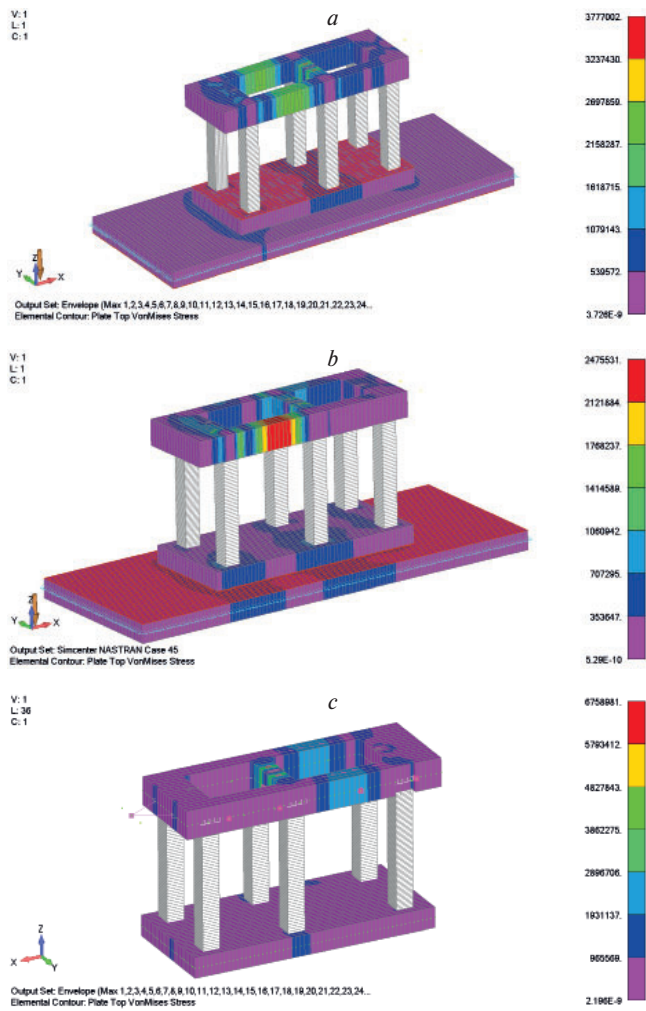 V: 1
L: 1
C: 1
a
3777002.
3237430.
2697859.
2158287.
1618715.
1079143.
539572.
3.726E-9
Z
Y
X
Output Set: Envelope (Max 1,2,3,4,5,6,7,8,9,10,11,12,13,14,15,16,17,18,19,20,21,22,23,24...
Elemental Contour: Plate Top VonMises Stress
V: 1
L: 1
C: 1
b
2475531.
2121884.
1768237.
1414589.
1060942.
707295.
353647.
5.29E-10
Z
Y
X
Output Set: Simcenter NASTRAN Case 45
Elemental Contour: Plate Top VonMises Stress
V: 1
L: 36
C: 1
c
6758981.
5793412.
4827843.
3862275.
2896706.
1931137.
965569.
2.196E-9
Z
X
Y
Output Set: Envelope (Max 1,2,3,4,5,6,7,8,9,10,11,12,13,14,15,16,17,18,19,20,21,22,23,24...
Elemental Contour: Plate Top VonMises Stress